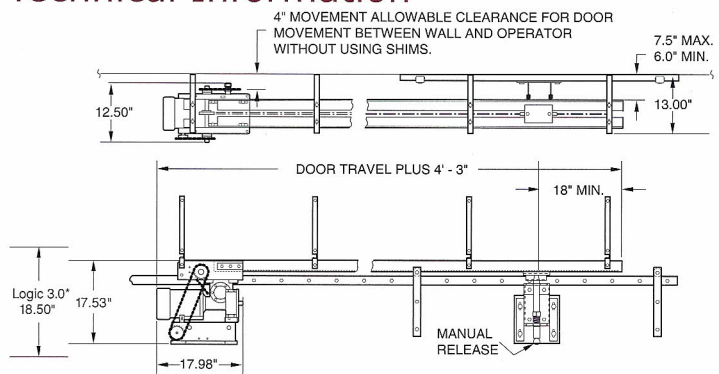 Technical Information
4" MOVEMENT ALLOWABLE CLEARANCE FOR DOOR
MOVEMENT BETWEEN WALL AND OPERATOR
WITHOUT USING SHIMS.
7.5" MAX.
6.0" MIN.
12.50"
13.00"
DOOR TRAVEL PLUS 4' - 3"
18" MIN.
Logic 3.0*
18.50"
17.53"
MANUAL
RELEASE
17.98"